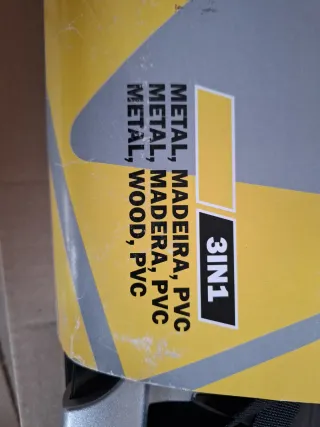 3IN1
METAL, MADEIRA, PVC
METAL, MADERA, PVC
METAL, WOOD, PVC